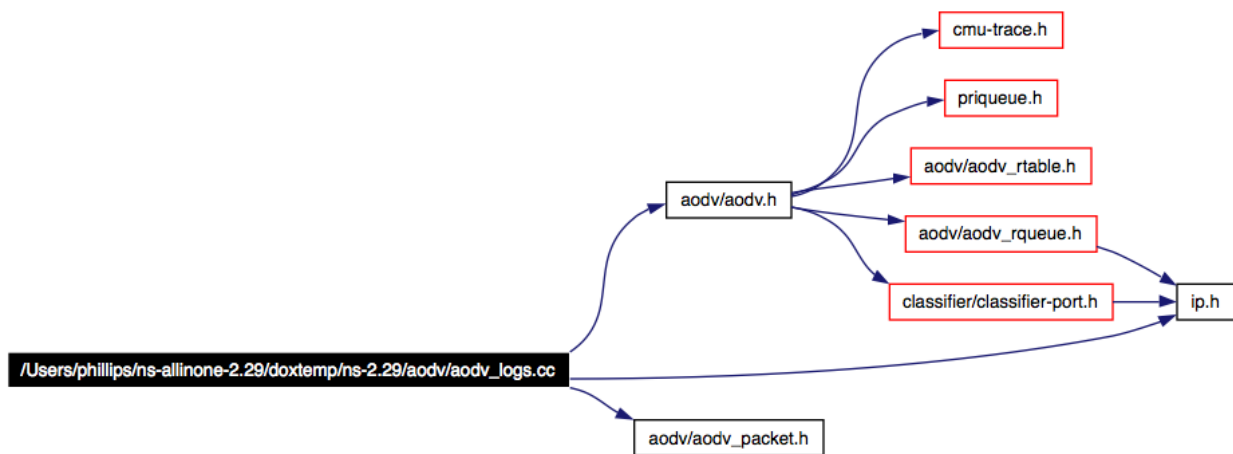 cmu-trace.h
priqueue.h
aodv/aodv_rtable.h
aodv/aodv.h
aodv/aodv_rqueue.h
classifier/classifier-port.h
ip.h
/Users/phillips/ns-allinone-2.29/doxtemp/ns-2.29/aodv/aodv_logs.cc
aodv/aodv_packet.h